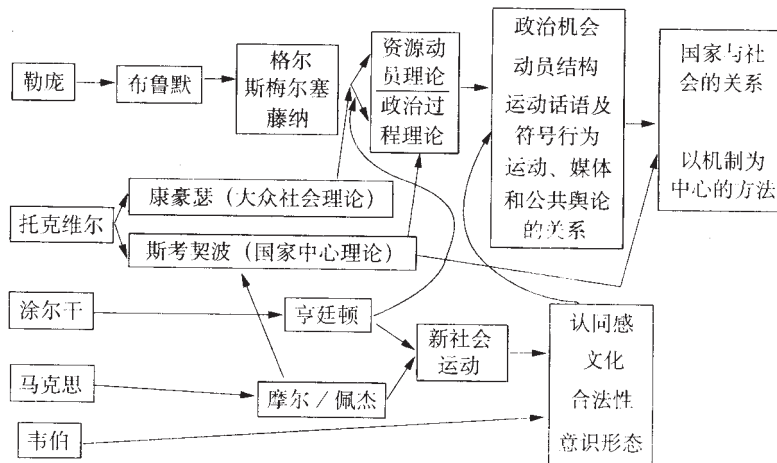 勒庞
布鲁默
格尔
斯梅尔塞
藤纳
资源动
员理论
政治过
程理论
政治机会
动员结构
运动话语及
符号行为
运动、媒体
和公共舆论
的关系
国家与社
会的关系
以机制为
中心的方法
托克维尔
康豪瑟（大众社会理论）
斯考契波（国家中心理论）
涂尔干
亨廷顿
新社会
运动
认同感
文化
合法性
意识形态
马克思
摩尔／佩杰
韦伯